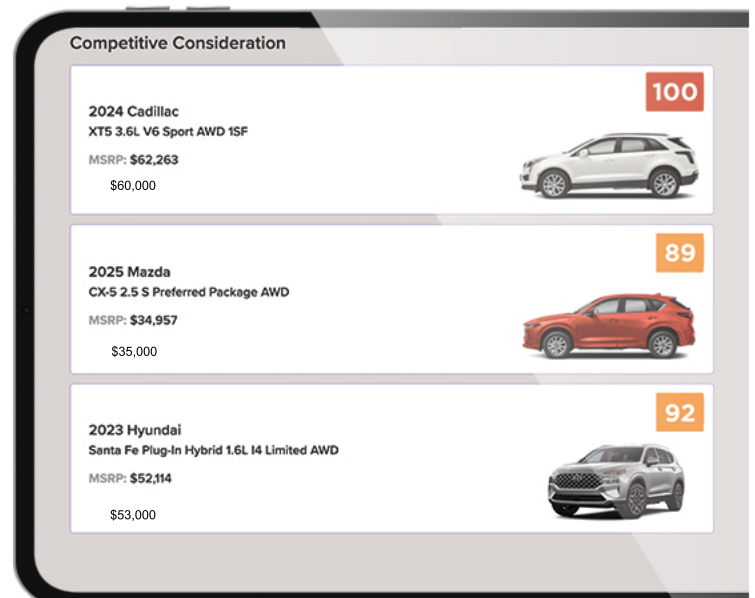 Competitive Consideration
100
2024 Cadillac
XT5 3.6L V6 Sport AWD 1SF
MSRP: $62,263
$60,000
89
2025 Mazda
CX-5 2.5 S Preferred Package AWD
MSRP: $34,957
$35,000
92
2023 Hyundai
Santa Fe Plug-In Hybrid 1.6L I4 Limited AWD
MSRP: $52,114
$53,000